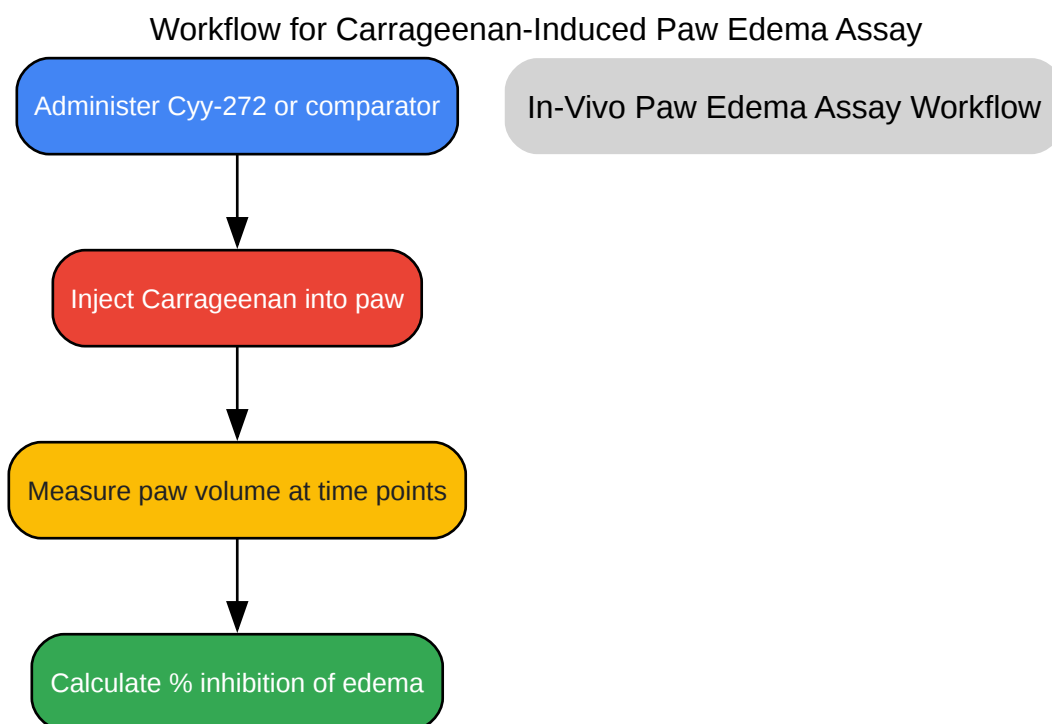 Workflow for Carrageenan-Induced Paw Edema Assay
Administer Cyy-272 or comparator
In-Vivo Paw Edema Assay Workflow
Inject Carrageenan into paw
Measure paw volume at time points
Calculate % inhibition of edema